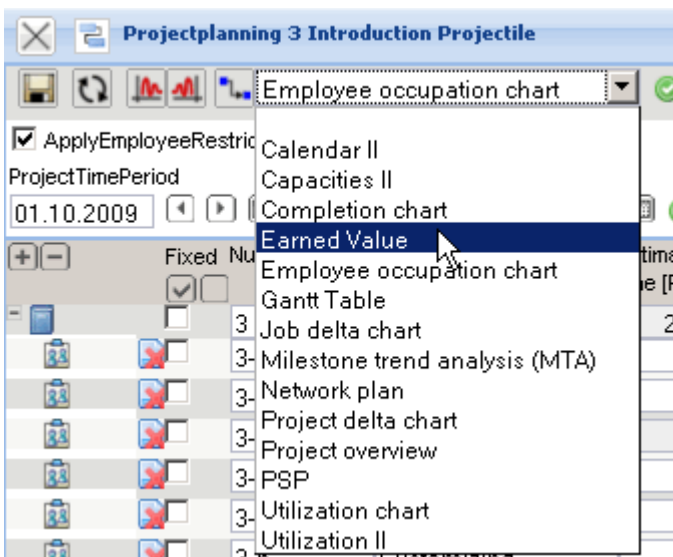 Projectplanning 3 Introduction Projectile
Employee occupation chart
ApplyEmployeeRestric
ProjectTimePeriod
01.10.2009
Calendar II
Capacities II
Completion chart
Earned Value
Employee occupation chart
Gantt Table
Job delta chart
Milestone trend analysis (MTA)
Network plan
Project delta chart
Project overview
PSP
Utilization chart
Utilization II
Fixed Nu
3 2
3-
3-
3-
3-
3-